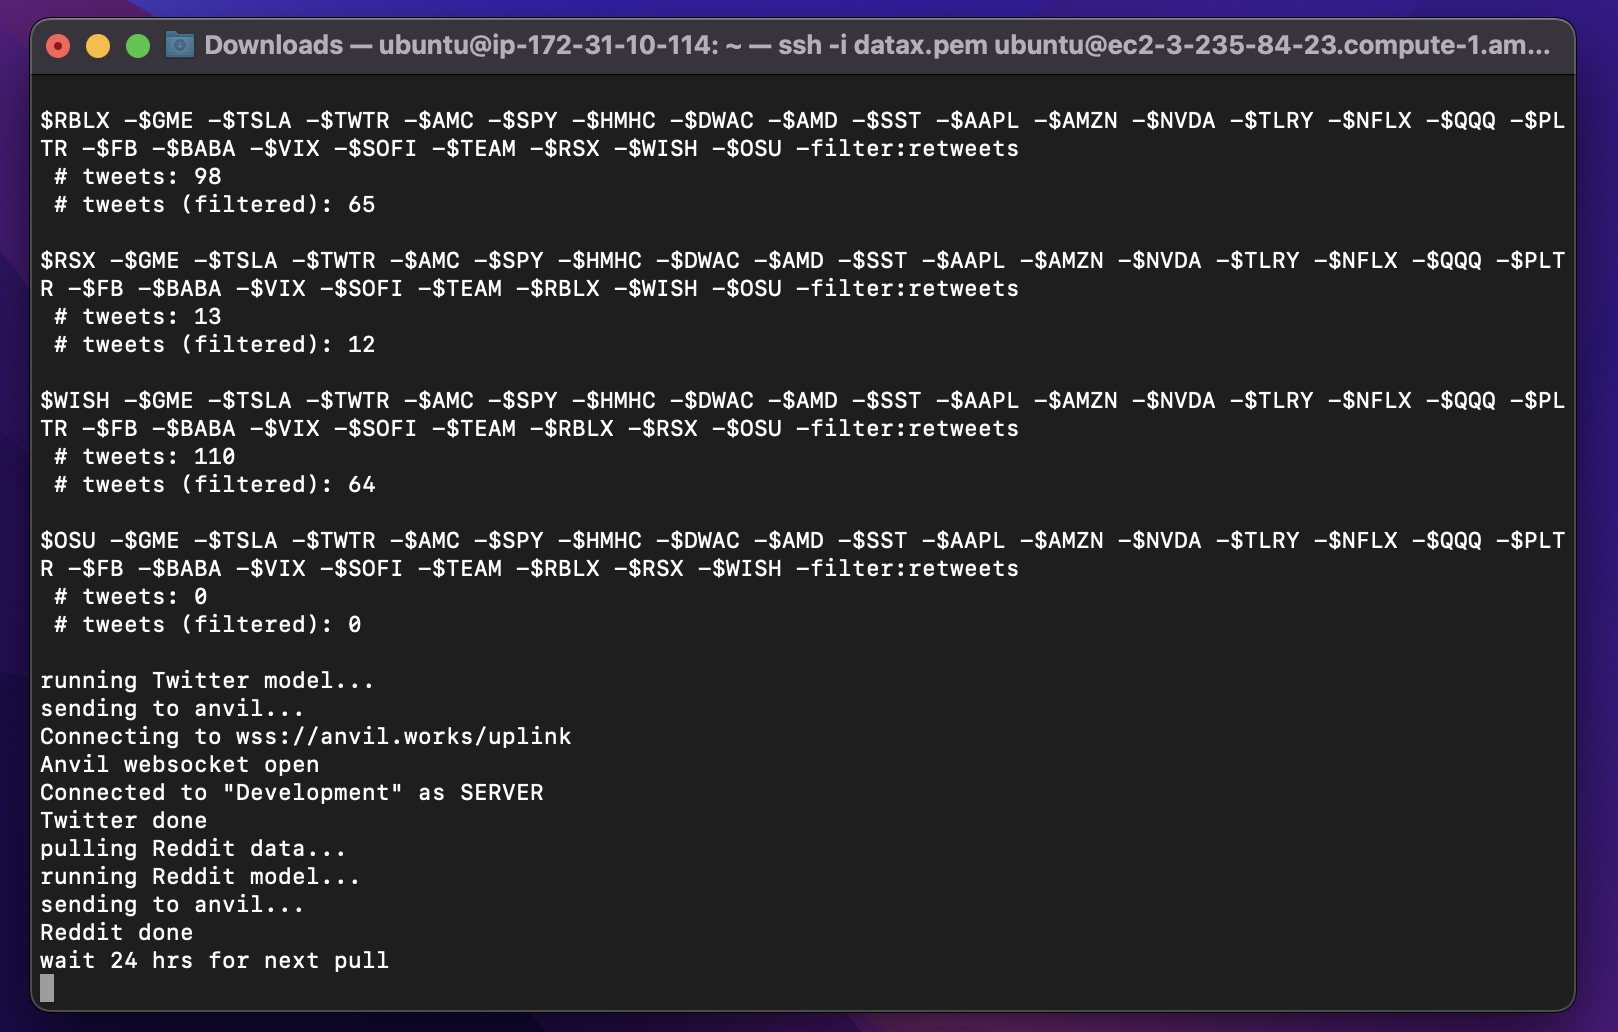 Downloads — ubuntu@ip-172-31-10-114: ~ — ssh -i datax.pem ubuntu@ec2-3-235-84-23.compute-1.am...
$RBLX -$GME -$TSLA -$TWTR -$AMC -$SPY -$HMHC -$DWAC -$AMD -$SST -$AAPL -$AMZN -$NVDA -$TLRY -$NFLX -$QQQ -$PL
TR -$FB -$BABA -$VIX -$SOFI -$TEAM -$RSX -$WISH -$OSU -filter:retweets
# tweets: 98
# tweets (filtered): 65
$RSX -$GME -$TSLA -$TWTR -$AMC -$SPY -$HMHC -$DWAC -$AMD -$SST -$AAPL -$AMZN -$NVDA -$TLRY -$NFLX -$QQQ -$PLT
R -$FB -$BABA -$VIX -$SOFI -$TEAM -$RBLX -$WISH -$OSU -filter:retweets
# tweets: 13
# tweets (filtered): 12
$WISH -$GME -$TSLA -$TWTR -$AMC -$SPY -$HMHC -$DWAC -$AMD -$SST -$AAPL -$AMZN -$NVDA -$TLRY -$NFLX -$QQQ -$PL
TR -$FB -$BABA -$VIX -$SOFI -$TEAM -$RBLX -$RSX -$OSU -filter:retweets
# tweets: 110
# tweets (filtered): 64
$OSU -$GME -$TSLA -$TWTR -$AMC -$SPY -$HMHC -$DWAC -$AMD -$SST -$AAPL -$AMZN -$NVDA -$TLRY -$NFLX -$QQQ -$PLT
R -$FB -$BABA -$VIX -$SOFI -$TEAM -$RBLX -$RSX -$WISH -filter:retweets
# tweets: 0
# tweets (filtered): 0
running Twitter model...
sending to anvil...
Connecting to wss://anvil.works/uplink
Anvil websocket open
Connected to "Development" as SERVER
Twitter done
pulling Reddit data...
running Reddit model...
sending to anvil...
Reddit done
wait 24 hrs for next pull